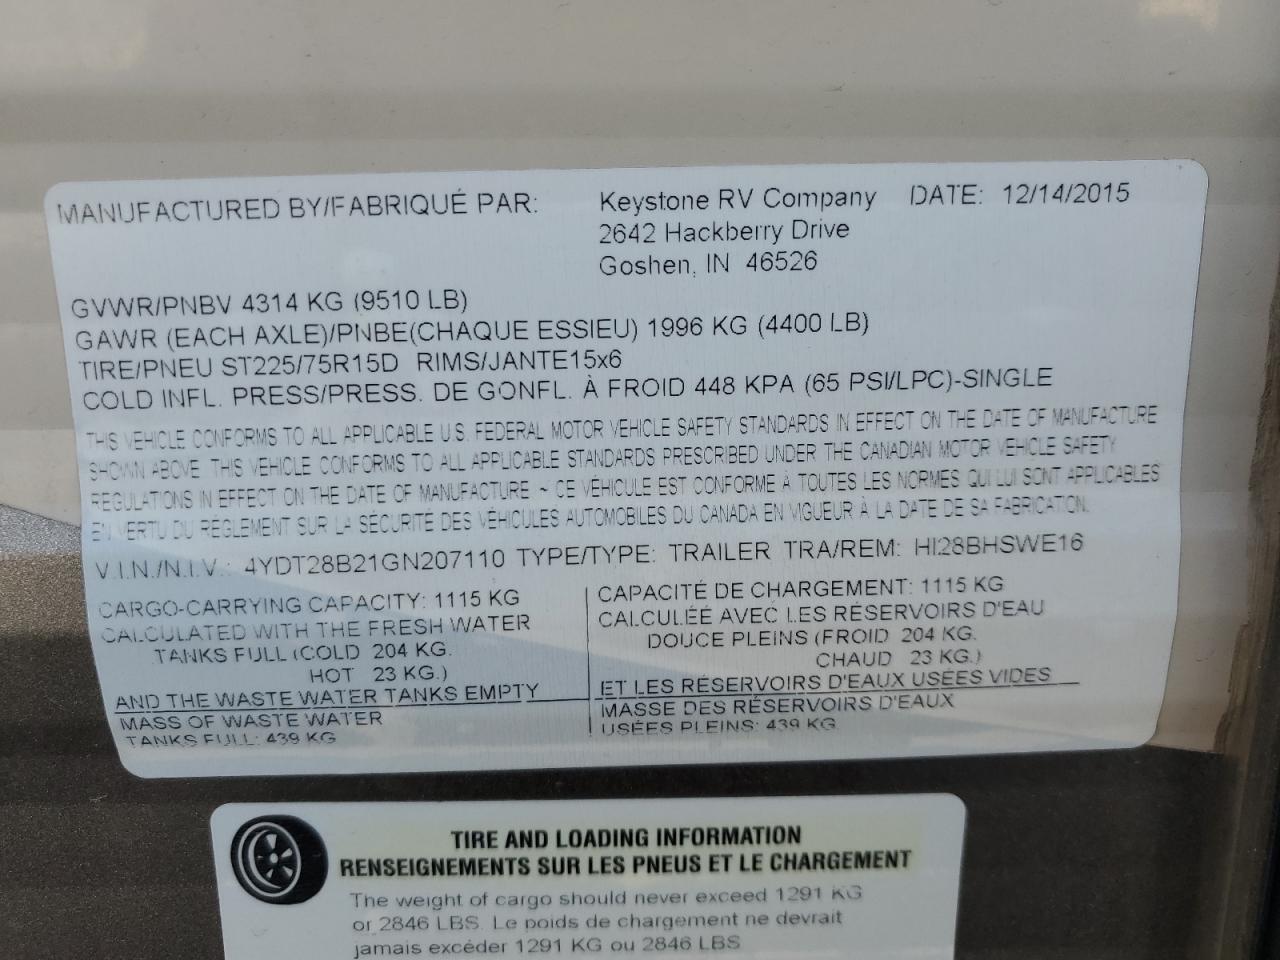 MANUFACTURED BY/FABRIQUÉ PAR: Keystone RV Company DATE: 12/14/2015
2642 Hackberry Drive
Goshen, IN 46526
GVWR/PNBV 4314 KG (9510 LB)
GAWR (EACH AXLE)/PNBE(CHAQUE ESSIEU) 1996 KG (4400 LB)
TIRE/PNEU ST225/75R15D RIMS/JANTE15x6
COLD INFL. PRESS/PRESS. DE GONFL. À FROID 448 KPA (65 PSI/LPC)-SINGLE
THIS VEHICLE CONFORMS TO ALL APPLICABLE U.S. FEDERAL MOTOR VEHICLE SAFETY STANDARDS IN EFFECT ON THE DATE OF MANUFACTURE
SHOWN ABOVE. THIS VEHICLE CONFORMS TO ALL APPLICABLE STANDARDS PRESCRIBED UNDER THE CANADIAN MOTOR VEHICLE SAFETY
REGULATIONS IN EFFECT ON THE DATE OF MANUFACTURE ~ CE VÉHICULE EST CONFORME À TOUTES LES NORMES QUI LUI SONT APPLICABLES
EN VERTU DU RÈGLEMENT SUR LA SÉCURITÉ DES VÉHICULES AUTOMOBILES DU CANADA EN VIGUEUR À LA DATE DE SA FABRICATION.
V.I.N./N.I.V.: 4YDT28B21GN207110 TYPE/TYPE: TRAILER TRA/REM: HI28BHSWE16
CARGO-CARRYING CAPACITY: 1115 KG
CALCULATED WITH THE FRESH WATER
TANKS FULL (COLD 204 KG.
HOT 23 KG.)
AND THE WASTE WATER TANKS EMPTY
MASS OF WASTE WATER
TANKS FULL: 439 KG
CAPACITÉ DE CHARGEMENT: 1115 KG
CALCULÉE AVEC LES RÉSERVOIRS D'EAU
DOUCE PLEINS (FROID 204 KG.
CHAUD 23 KG.)
ET LES RÉSERVOIRS D'EAUX USÉES VIDES
MASSE DES RÉSERVOIRS D'EAUX
USÉES PLEINS: 439 KG
TIRE AND LOADING INFORMATION
RENSEIGNEMENTS SUR LES PNEUS ET LE CHARGEMENT
The weight of cargo should never exceed 1291 KG
or 2846 LBS. Le poids de chargement ne devrait
jamais excéder 1291 KG ou 2846 LBS